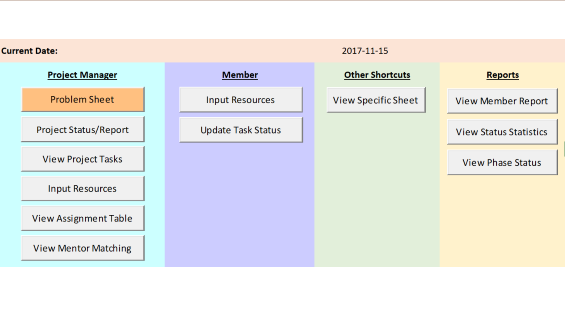 Current Date: 2017-11-15
Project Manager
Problem Sheet
Project Status/Report
View Project Tasks
Input Resources
View Assignment Table
View Mentor Matching
Member
Input Resources
Update Task Status
Other Shortcuts
View Specific Sheet
Reports
View Member Report
View Status Statistics
View Phase Status